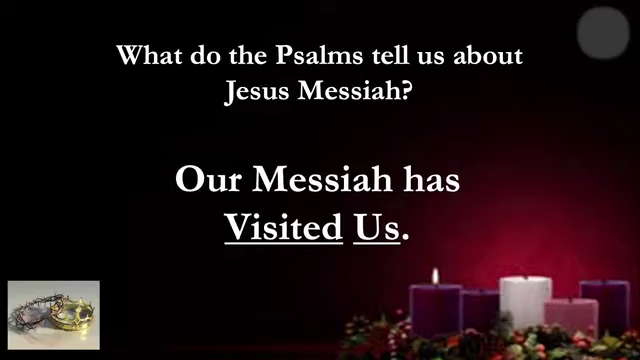 What do the Psalms tell us about
Jesus Messiah?
Our Messiah has
Visited Us.